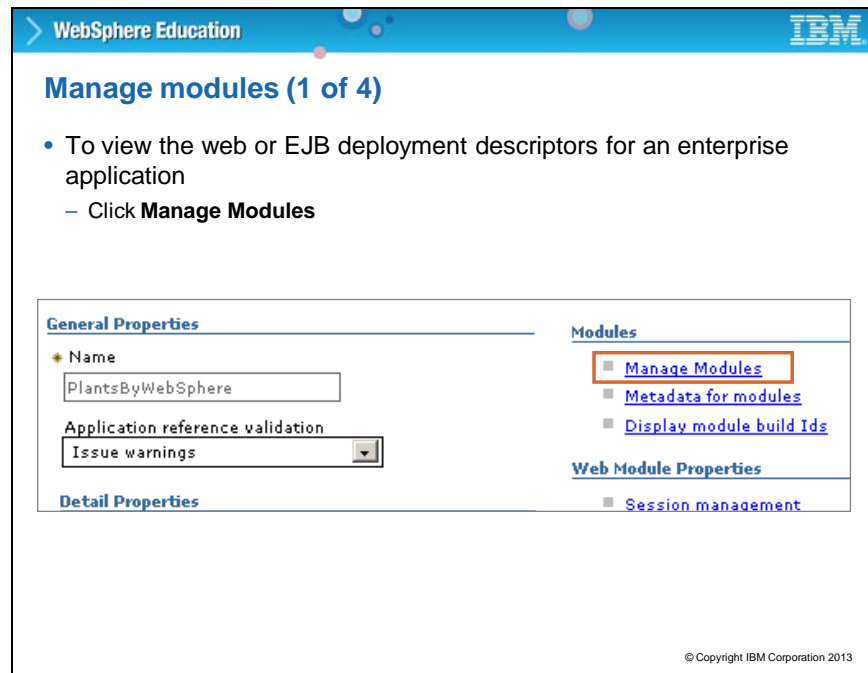 WebSphere Education
IBM
Manage modules (1 of 4)
• To view the web or EJB deployment descriptors for an enterprise
application
– Click Manage Modules
General Properties
Name
PlantsByWebSphere
Application reference validation
Issue warnings
Detail Properties
Modules
Manage Modules
Metadata for modules
Display module build Ids
Web Module Properties
Session management
© Copyright IBM Corporation 2013